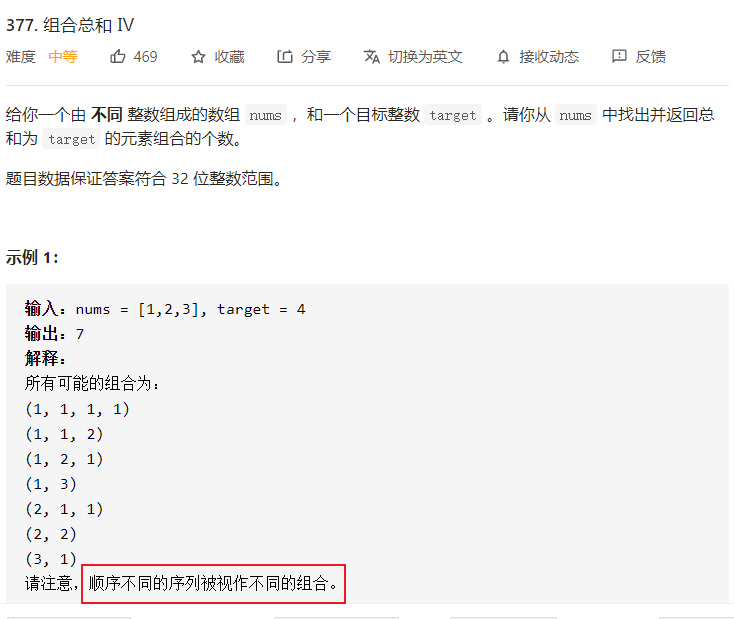 377. 组合总和 Ⅳ
难度 中等 469 收藏 分享 切换为英文 接收动态 反馈
给你一个由 不同 整数组成的数组 nums ，和一个目标整数 target 。请你从 nums 中找出并返回总
和为 target 的元素组合的个数。
题目数据保证答案符合 32 位整数范围。
示例 1：
输入：nums = [1,2,3], target = 4
输出：7
解释：
所有可能的组合为：
(1, 1, 1, 1)
(1, 1, 2)
(1, 2, 1)
(1, 3)
(2, 1, 1)
(2, 2)
(3, 1)
请注意，顺序不同的序列被视作不同的组合。